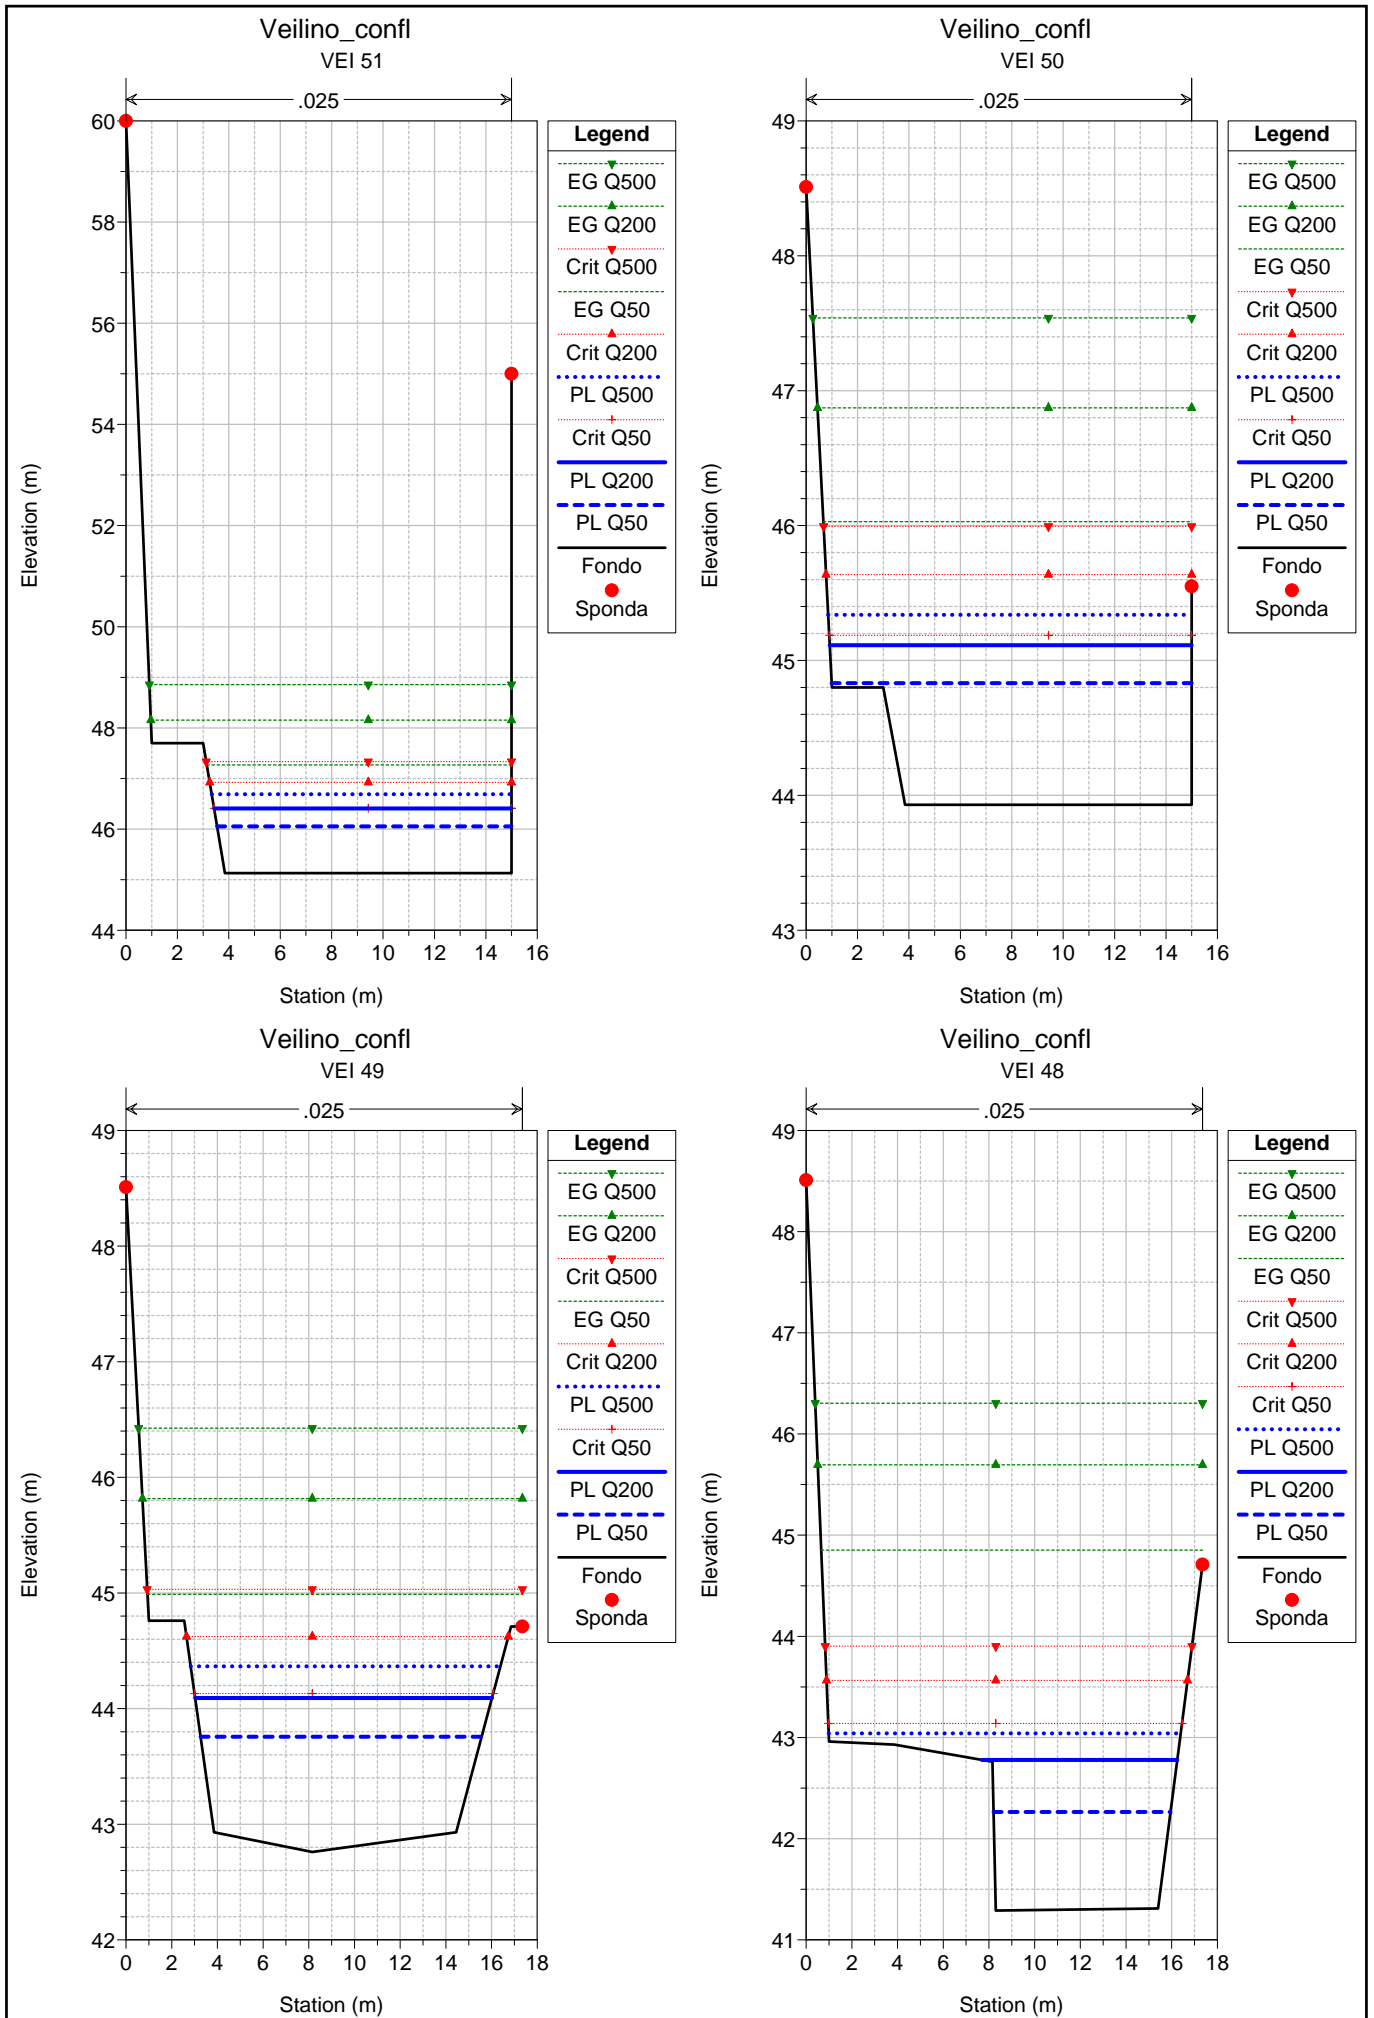 Veilino_confl
VEI 51
.025
60
58
56
54
52
50
48
46
44
Elevation (m)
0 2 4 6 8 10 12 14 16
Station (m)
Legend
EG Q500
EG Q200
Crit Q500
EG Q50
Crit Q200
PL Q500
Crit Q50
PL Q200
PL Q50
Fondo
Sponda
Veilino_confl
VEI 50
.025
49
48
47
46
45
44
43
Elevation (m)
0 2 4 6 8 10 12 14 16
Station (m)
Legend
EG Q500
EG Q200
EG Q50
Crit Q500
Crit Q200
PL Q500
Crit Q50
PL Q200
PL Q50
Fondo
Sponda
Veilino_confl
VEI 49
.025
49
48
47
46
45
44
43
42
Elevation (m)
0 2 4 6 8 10 12 14 16 18
Station (m)
Legend
EG Q500
EG Q200
Crit Q500
EG Q50
Crit Q200
PL Q500
Crit Q50
PL Q200
PL Q50
Fondo
Sponda
Veilino_confl
VEI 48
.025
49
48
47
46
45
44
43
42
41
Elevation (m)
0 2 4 6 8 10 12 14 16 18
Station (m)
Legend
EG Q500
EG Q200
EG Q50
Crit Q500
Crit Q200
Crit Q50
PL Q500
PL Q200
PL Q50
Fondo
Sponda